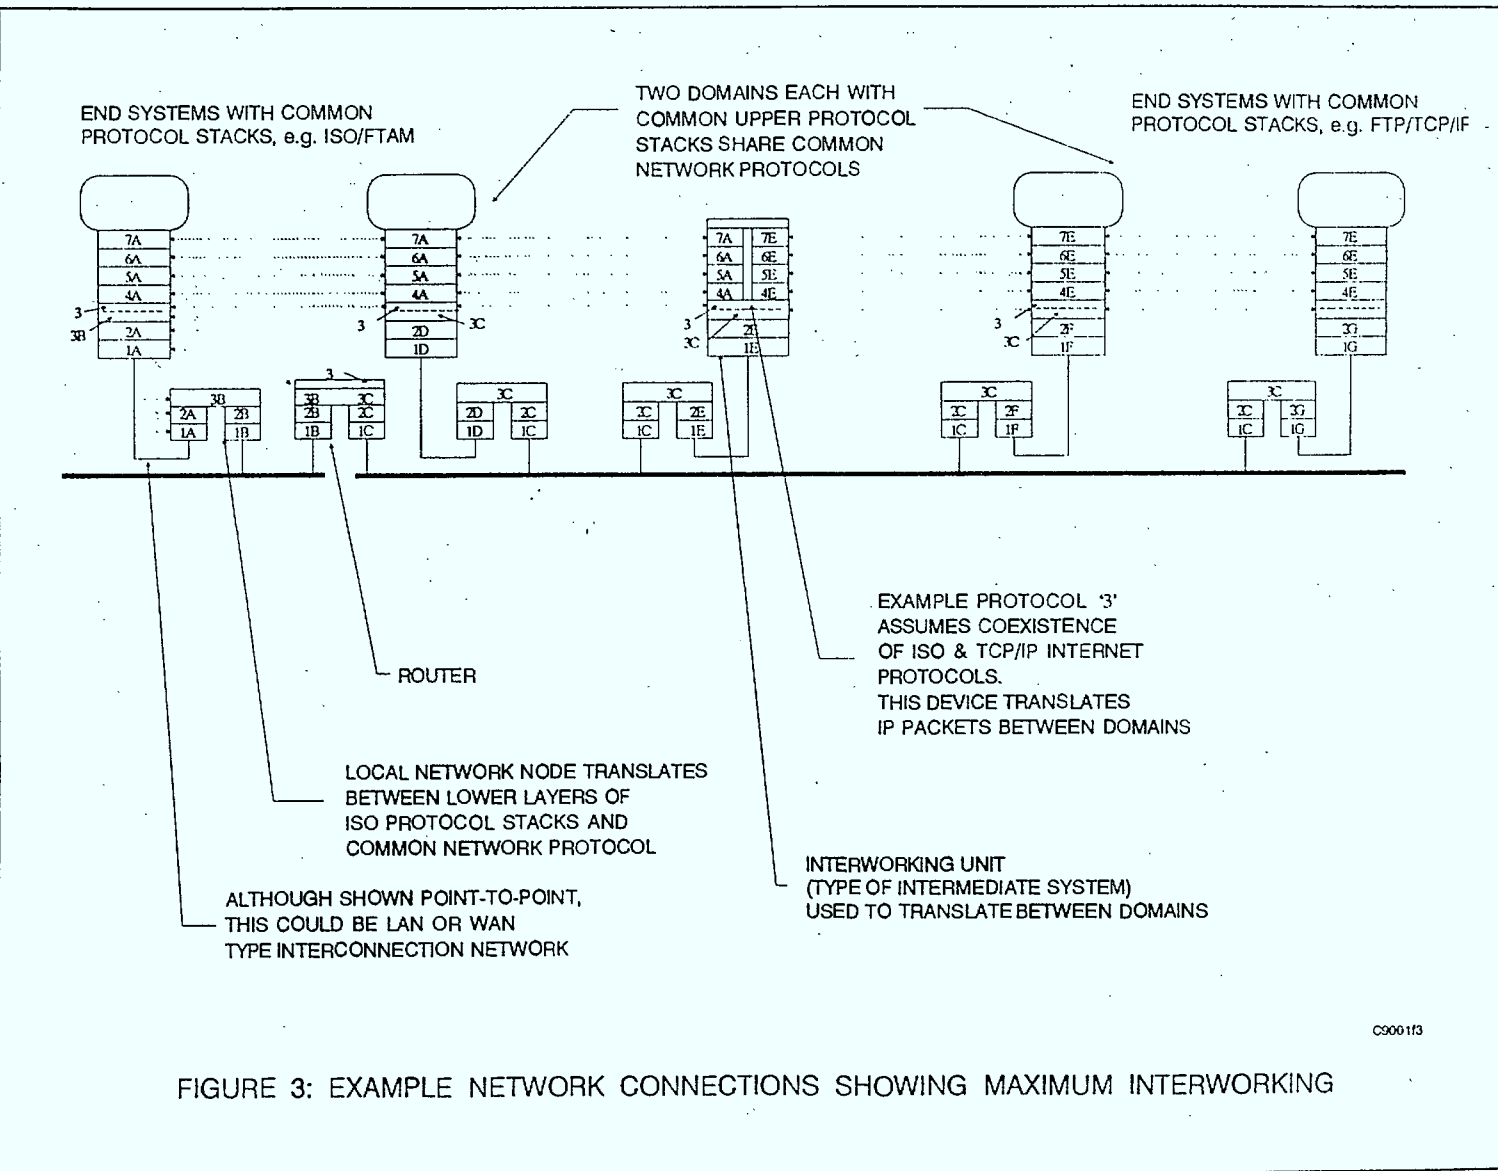 END SYSTEMS WITH COMMON
PROTOCOL STACKS, e.g. ISO/FTAM
TWO DOMAINS EACH WITH
COMMON UPPER PROTOCOL
STACKS SHARE COMMON
NETWORK PROTOCOLS
END SYSTEMS WITH COMMON
PROTOCOL STACKS, e.g. FTP/TCP/IF
7A 7A 7A 7E 7E 7E
6A 6A 6A 6E 6E 6E
5A 5A 5A 5E 5E 5E
4A 4A 4A 4E 4E 4E
3 3 3 3
3B 3C 3C 3C
2A 2D 2E 2F 3G
1A 1D 1E 1F 1G
3
3B 3B 3C 3C 3C 3C 3C
2A 2B 2B 2C 2D 2C 2C 2E 2C 2F 2C 3G
1A 1B 1B 1C 1D 1C 1C 1E 1C 1F 1C 1G
EXAMPLE PROTOCOL '3'
ASSUMES COEXISTENCE
OF ISO & TCP/IP INTERNET
PROTOCOLS.
THIS DEVICE TRANSLATES
IP PACKETS BETWEEN DOMAINS
ROUTER
LOCAL NETWORK NODE TRANSLATES
BETWEEN LOWER LAYERS OF
ISO PROTOCOL STACKS AND
COMMON NETWORK PROTOCOL
INTERWORKING UNIT
(TYPE OF INTERMEDIATE SYSTEM)
USED TO TRANSLATE BETWEEN DOMAINS
ALTHOUGH SHOWN POINT-TO-POINT,
THIS COULD BE LAN OR WAN
TYPE INTERCONNECTION NETWORK
C9001f3
FIGURE 3: EXAMPLE NETWORK CONNECTIONS SHOWING MAXIMUM INTERWORKING